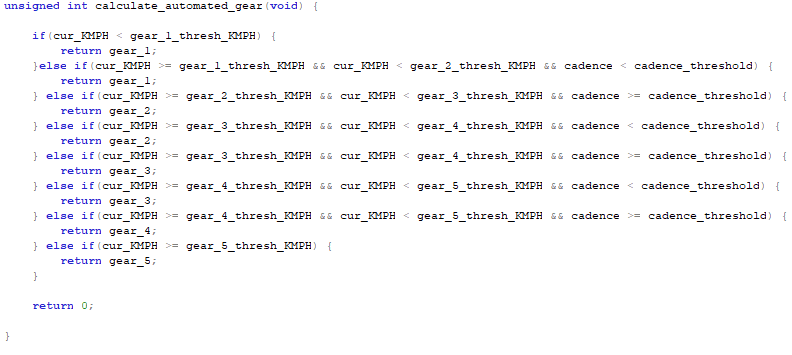 unsigned int calculate_automated_gear(void) {
if(cur_KMPH < gear_1_thresh_KMPH) {
return gear_1;
}else if(cur_KMPH >= gear_1_thresh_KMPH && cur_KMPH < gear_2_thresh_KMPH && cadence < cadence_threshold) {
return gear_1;
} else if(cur_KMPH >= gear_2_thresh_KMPH && cur_KMPH < gear_3_thresh_KMPH && cadence >= cadence_threshold) {
return gear_2;
} else if(cur_KMPH >= gear_3_thresh_KMPH && cur_KMPH < gear_4_thresh_KMPH && cadence < cadence_threshold) {
return gear_2;
} else if(cur_KMPH >= gear_3_thresh_KMPH && cur_KMPH < gear_4_thresh_KMPH && cadence >= cadence_threshold) {
return gear_3;
} else if(cur_KMPH >= gear_4_thresh_KMPH && cur_KMPH < gear_5_thresh_KMPH && cadence < cadence_threshold) {
return gear_3;
} else if(cur_KMPH >= gear_4_thresh_KMPH && cur_KMPH < gear_5_thresh_KMPH && cadence >= cadence_threshold) {
return gear_4;
} else if(cur_KMPH >= gear_5_thresh_KMPH) {
return gear_5;
}
return 0;
}